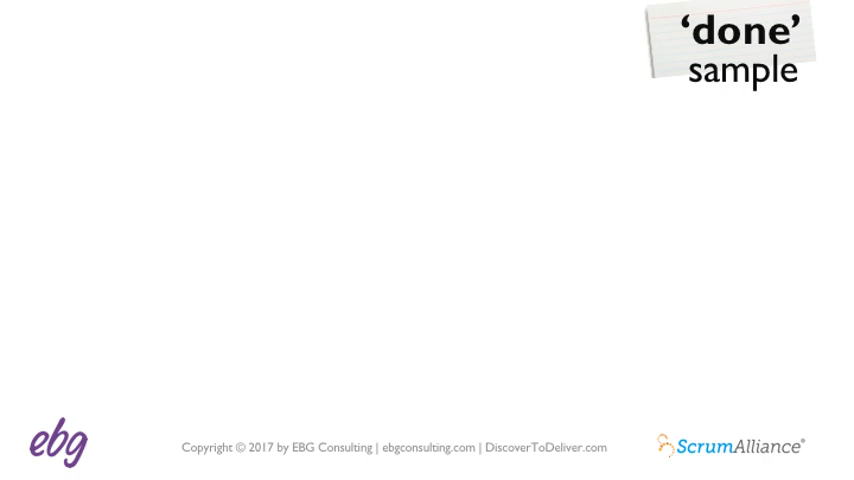 ‘done’
sample
ebg
Copyright © 2017 by EBG Consulting | ebgconsulting.com | DiscoverToDeliver.com
ScrumAlliance®